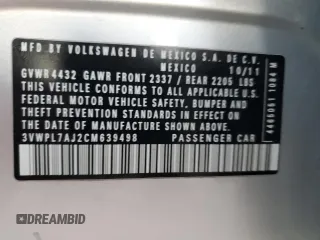 MFD BY VOLKSWAGEN DE MEXICO S.A. DE C.V.
MEXICO 10/11
GVWR 4432 GAWR FRONT 2337 / REAR 2205 LBS
THIS VEHICLE CONFORMS TO ALL APPLICABLE
FEDERAL MOTOR VEHICLE SAFETY, BUMPER AND
THEFT PREVENTION STANDARDS IN EFFECT ON
THE DATE OF MANUFACTURE SHOWN ABOVE.
3VWPL7AJ2CM639498 PASSENGER CAR
DREAMBID